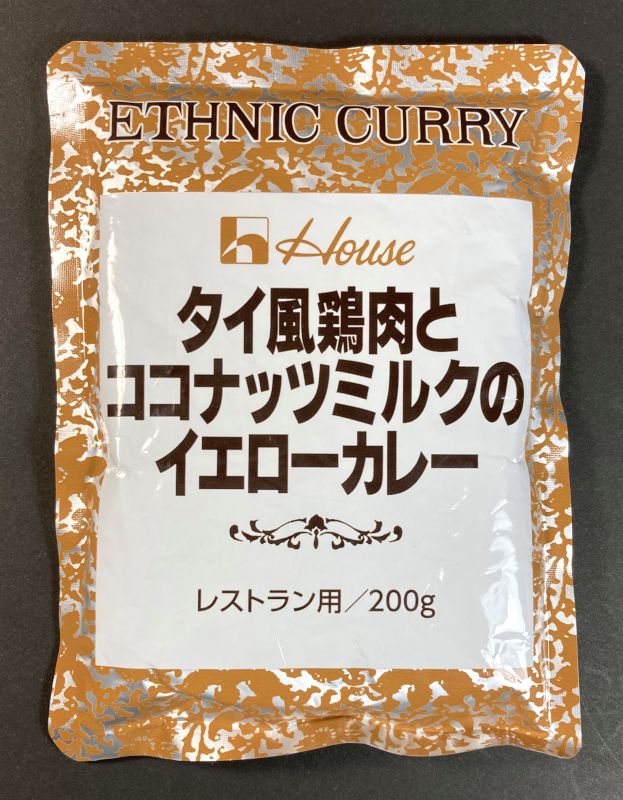 ETHNIC CURRY
House
タイ風鶏肉と
ココナッツミルクの
イエローカレー
レストラン用/200g